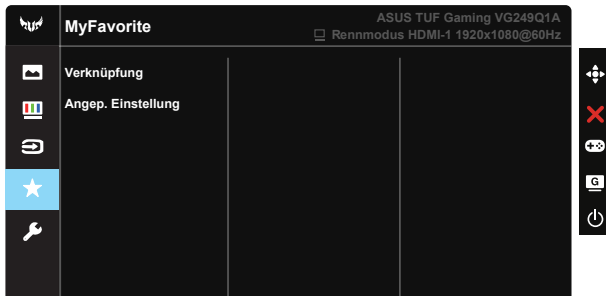 MyFavorite
ASUS TUF Gaming VG249Q1A
Rennmodus HDMI-1 1920x1080@60Hz
Verknüpfung
Angep. Einstellung
G